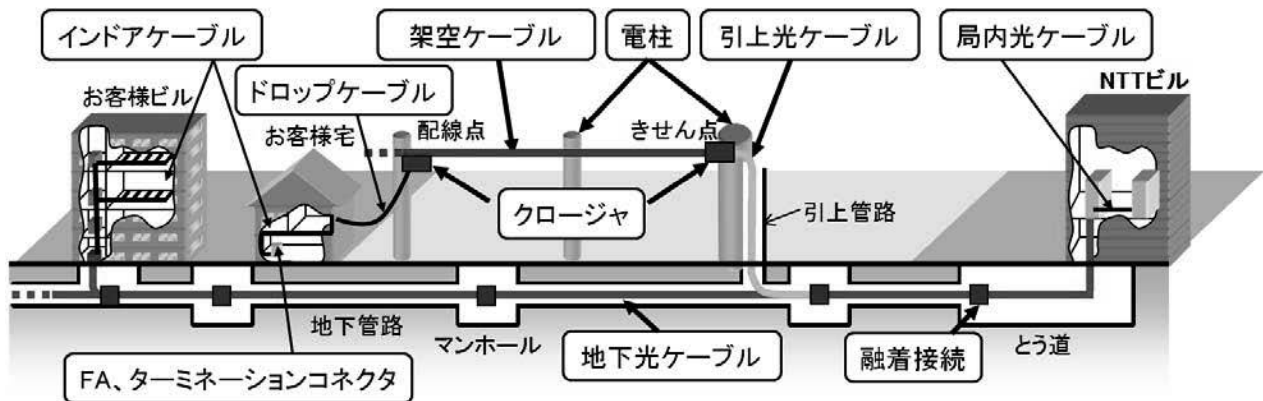 インドアケーブル
架空ケーブル
電柱
引上光ケーブル
局内光ケーブル
NTTビル
お客様ビル
ドロップケーブル
お客様宅
配線点
きせん点
クロージャ
引上管路
地下管路
マンホール
地下光ケーブル
融着接続
とう道
FA、ターミネーションコネクタ